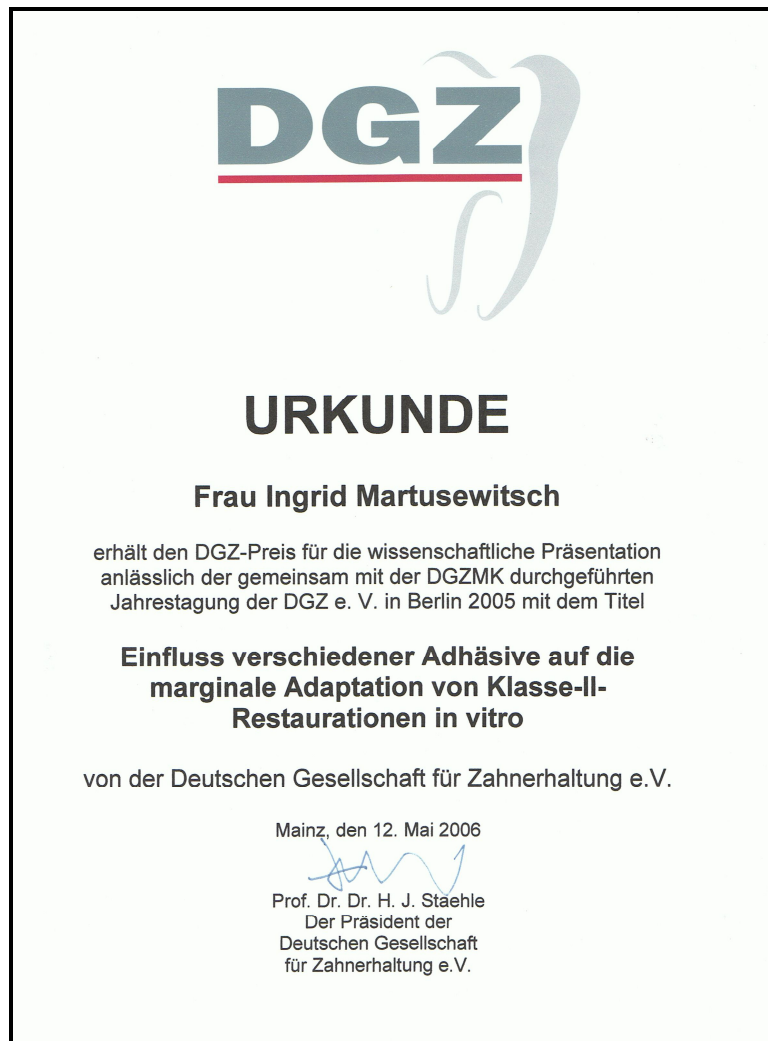 DGZ
URKUNDE
Frau Ingrid Martusewitsch
erhält den DGZ-Preis für die wissenschaftliche Präsentation
anlässlich der gemeinsam mit der DGZMK durchgeführten
Jahrestagung der DGZ e. V. in Berlin 2005 mit dem Titel
Einfluss verschiedener Adhäsive auf die
marginale Adaptation von Klasse-II-
Restaurationen in vitro
von der Deutschen Gesellschaft für Zahnerhaltung e.V.
Mainz, den 12. Mai 2006
Prof. Dr. Dr. H. J. Staehle
Der Präsident der
Deutschen Gesellschaft
für Zahnerhaltung e.V.